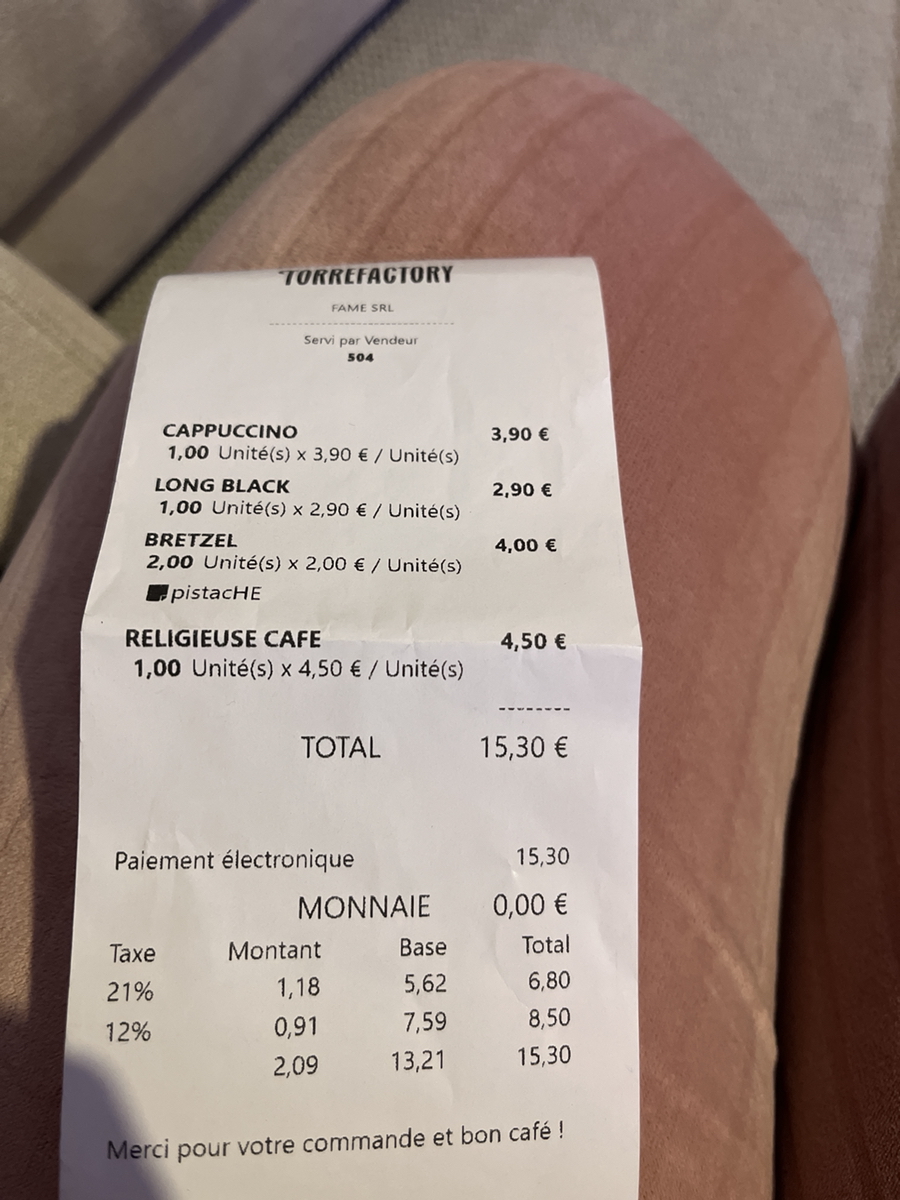 TORREFACTORY
FAME SRL
--------------------------------
Servi par Vendeur
504
CAPPUCCINO 3,90 €
1,00 Unité(s) x 3,90 € / Unité(s)
LONG BLACK 2,90 €
1,00 Unité(s) x 2,90 € / Unité(s)
BRETZEL 4,00 €
2,00 Unité(s) x 2,00 € / Unité(s)
pistacHE
RELIGIEUSE CAFE 4,50 €
1,00 Unité(s) x 4,50 € / Unité(s)
--------
TOTAL 15,30 €
Paiement électronique 15,30
MONNAIE 0,00 €
Taxe Montant Base Total
21% 1,18 5,62 6,80
12% 0,91 7,59 8,50
2,09 13,21 15,30
Merci pour votre commande et bon café !